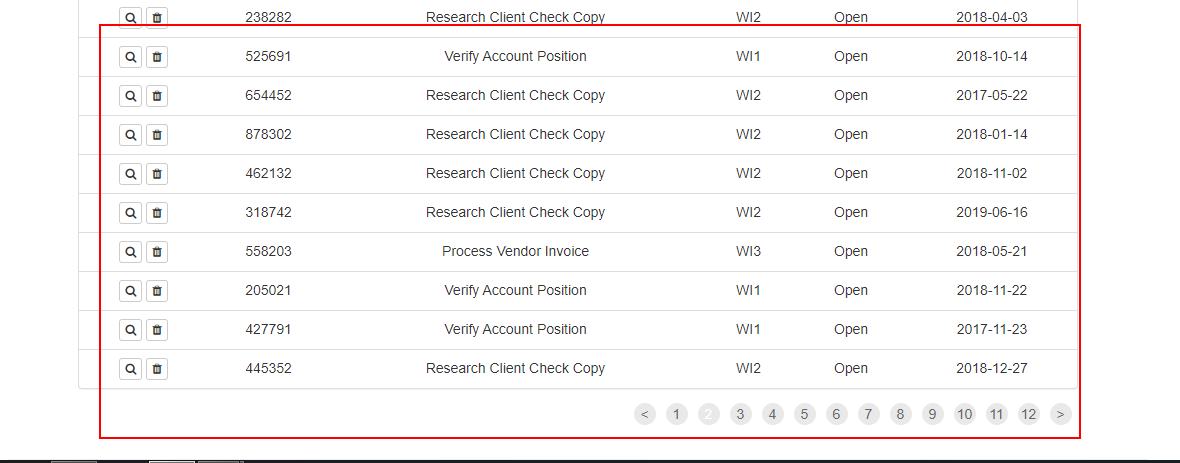 238282 Research Client Check Copy WI2 Open 2018-04-03
525691 Verify Account Position WI1 Open 2018-10-14
654452 Research Client Check Copy WI2 Open 2017-05-22
878302 Research Client Check Copy WI2 Open 2018-01-14
462132 Research Client Check Copy WI2 Open 2018-11-02
318742 Research Client Check Copy WI2 Open 2019-06-16
558203 Process Vendor Invoice WI3 Open 2018-05-21
205021 Verify Account Position WI1 Open 2018-11-22
427791 Verify Account Position WI1 Open 2017-11-23
445352 Research Client Check Copy WI2 Open 2018-12-27
< 1 2 3 4 5 6 7 8 9 10 11 12 >